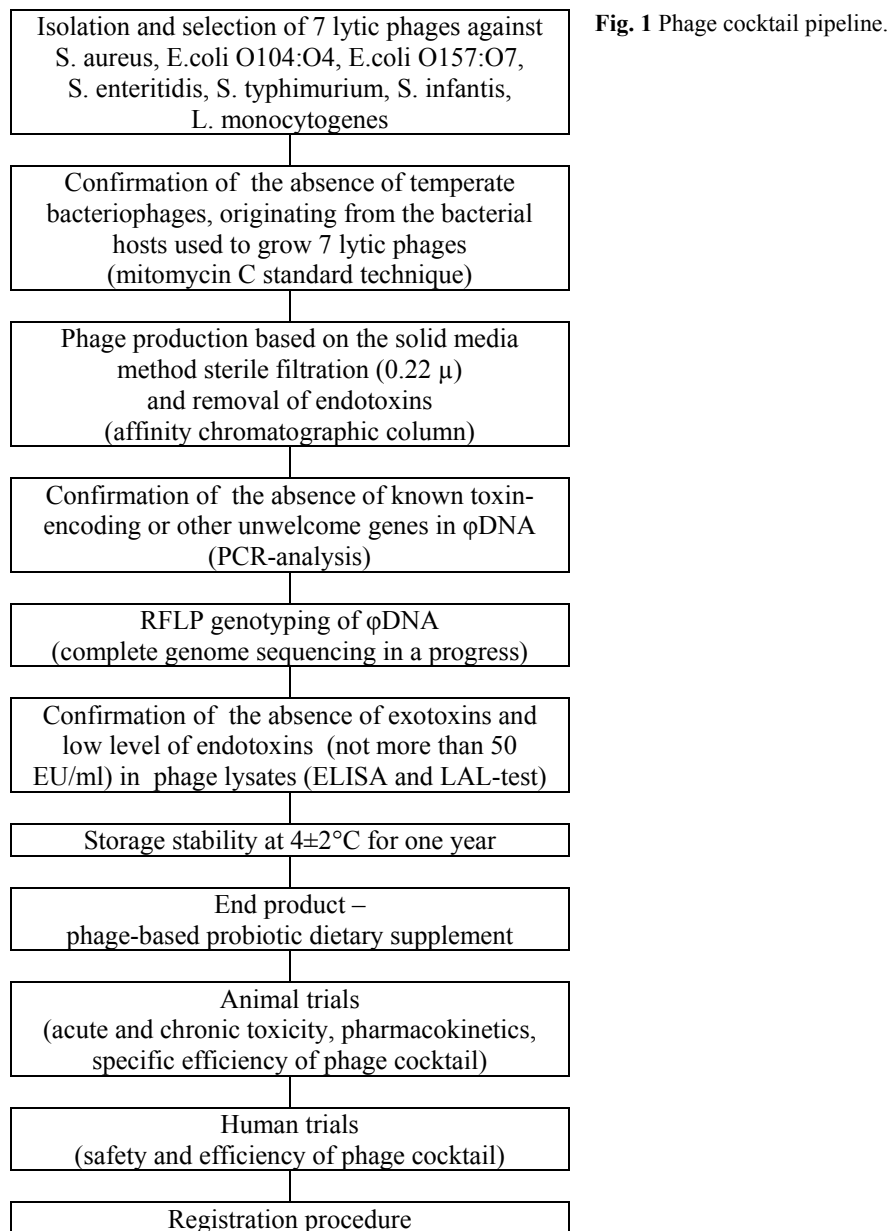 Isolation and selection of 7 lytic phages against
S. aureus, E.coli O104:O4, E.coli O157:O7,
S. enteritidis, S. typhimurium, S. infantis,
L. monocytogenes
Fig. 1 Phage cocktail pipeline.
Confirmation of the absence of temperate
bacteriophages, originating from the bacterial
hosts used to grow 7 lytic phages
(mitomycin C standard technique)
Phage production based on the solid media
method sterile filtration (0.22 µ)
and removal of endotoxins
(affinity chromatographic column)
Confirmation of the absence of known toxin-
encoding or other unwelcome genes in φDNA
(PCR-analysis)
RFLP genotyping of φDNA
(complete genome sequencing in a progress)
Confirmation of the absence of exotoxins and
low level of endotoxins (not more than 50
EU/ml) in phage lysates (ELISA and LAL-test)
Storage stability at 4±2°C for one year
End product –
phage-based probiotic dietary supplement
Animal trials
(acute and chronic toxicity, pharmacokinetics,
specific efficiency of phage cocktail)
Human trials
(safety and efficiency of phage cocktail)
Registration procedure